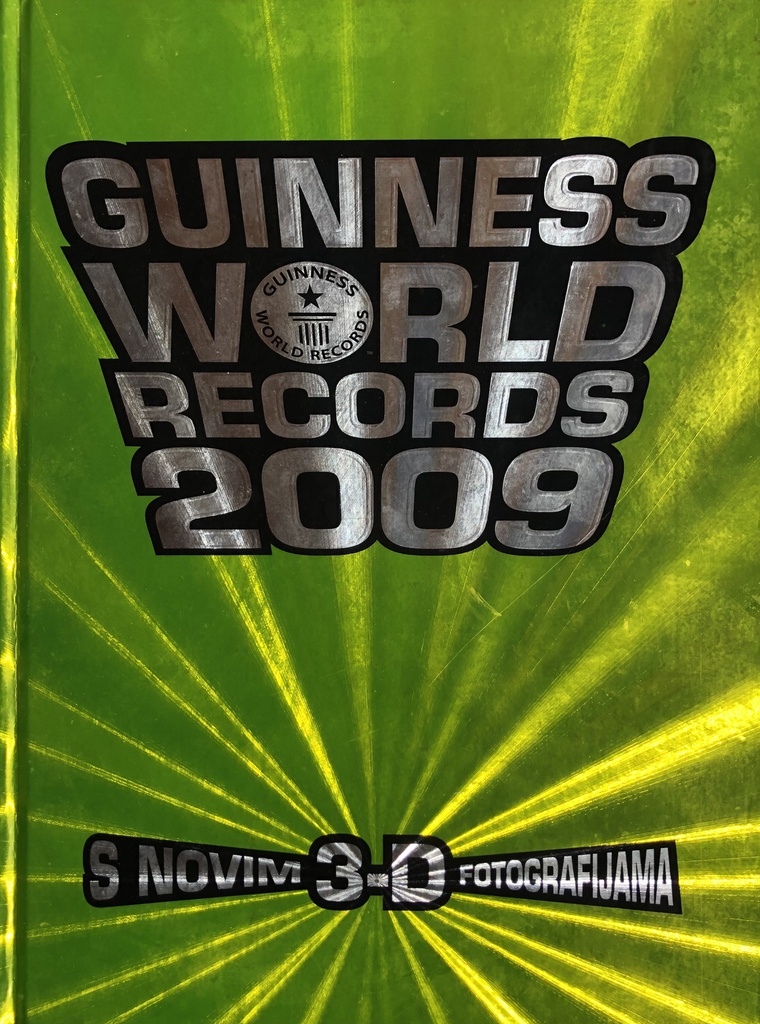 GUINNESS
WORLD
GUINNESS
WORLD RECORDS
RECORDS
2009
S NOVIM 3-D FOTOGRAFIJAMA